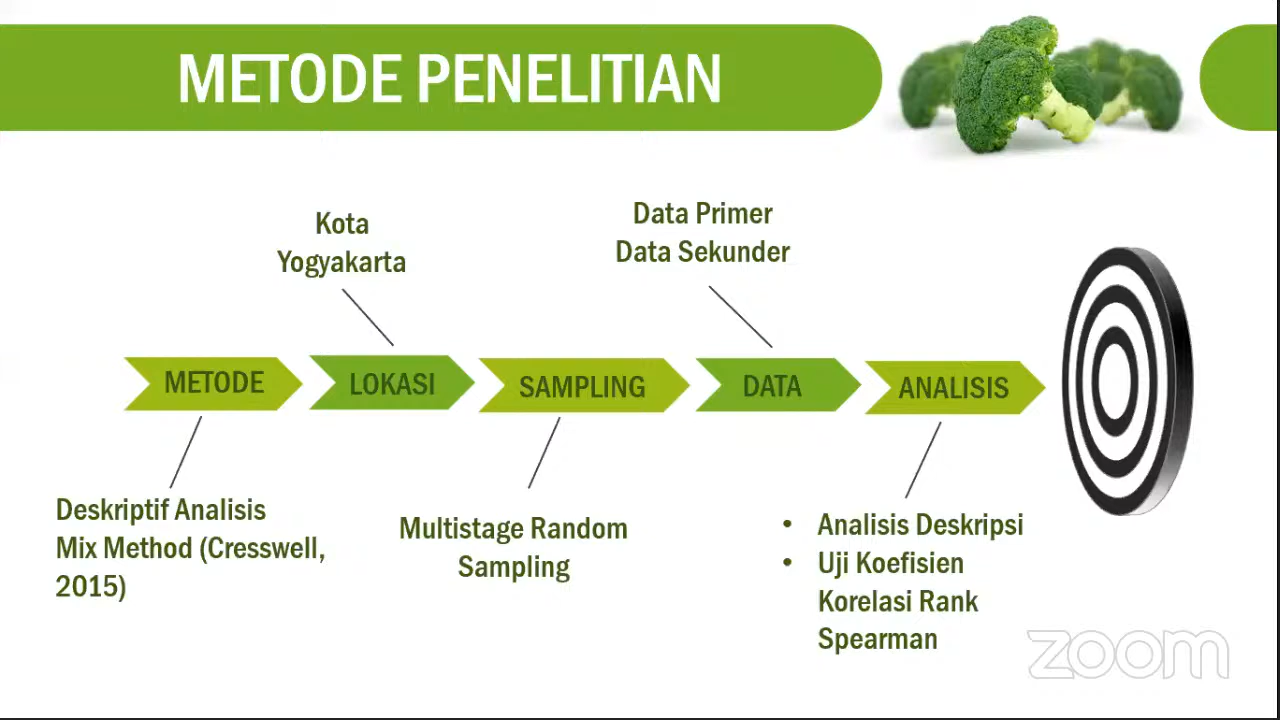 METODE PENELITIAN
Kota
Yogyakarta
Data Primer
Data Sekunder
METODE
LOKASI
SAMPLING
DATA
ANALISIS
Deskriptif Analisis
Mix Method (Cresswell,
2015)
Multistage Random
Sampling
• Analisis Deskripsi
• Uji Koefisien
Korelasi Rank
Spearman
zoom